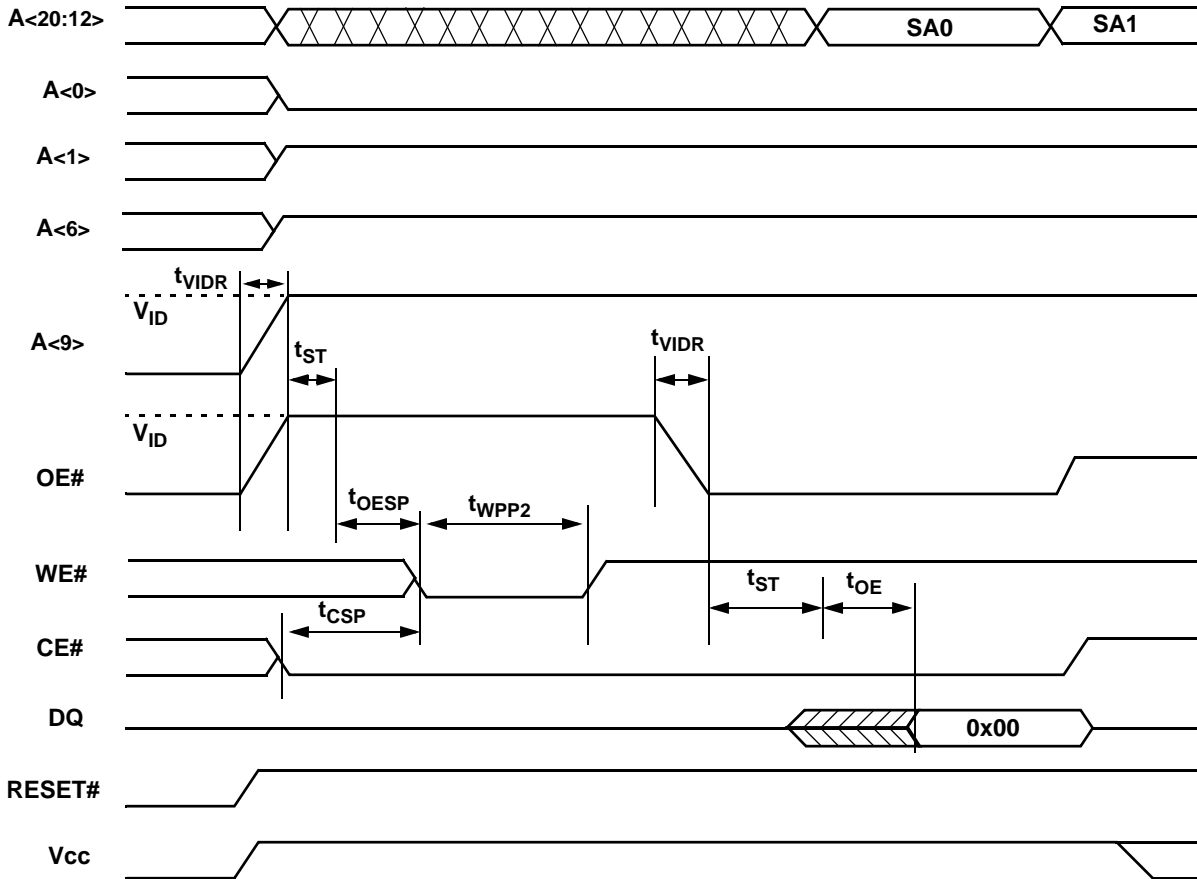 A<20:12>
SA0
SA1
A<0>
A<1>
A<6>
tVIDR
VID
A<9>
tST
tVIDR
VID
OE#
tOESP
tWPP2
WE#
tST
tOE
tCSP
CE#
DQ
0x00
RESET#
Vcc